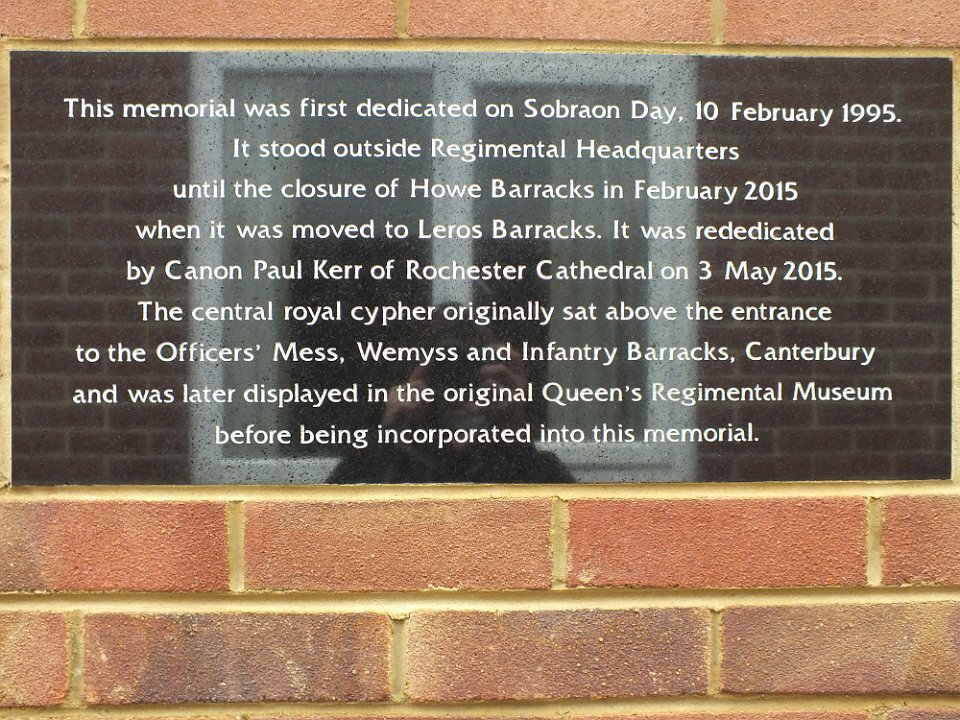 This memorial was first dedicated on Sobraon Day, 10 February 1995.
It stood outside Regimental Headquarters
until the closure of Howe Barracks in February 2015
when it was moved to Leros Barracks. It was rededicated
by Canon Paul Kerr of Rochester Cathedral on 3 May 2015.
The central royal cypher originally sat above the entrance
to the Officers' Mess, Wemyss and Infantry Barracks, Canterbury
and was later displayed in the original Queen's Regimental Museum
before being incorporated into this memorial.